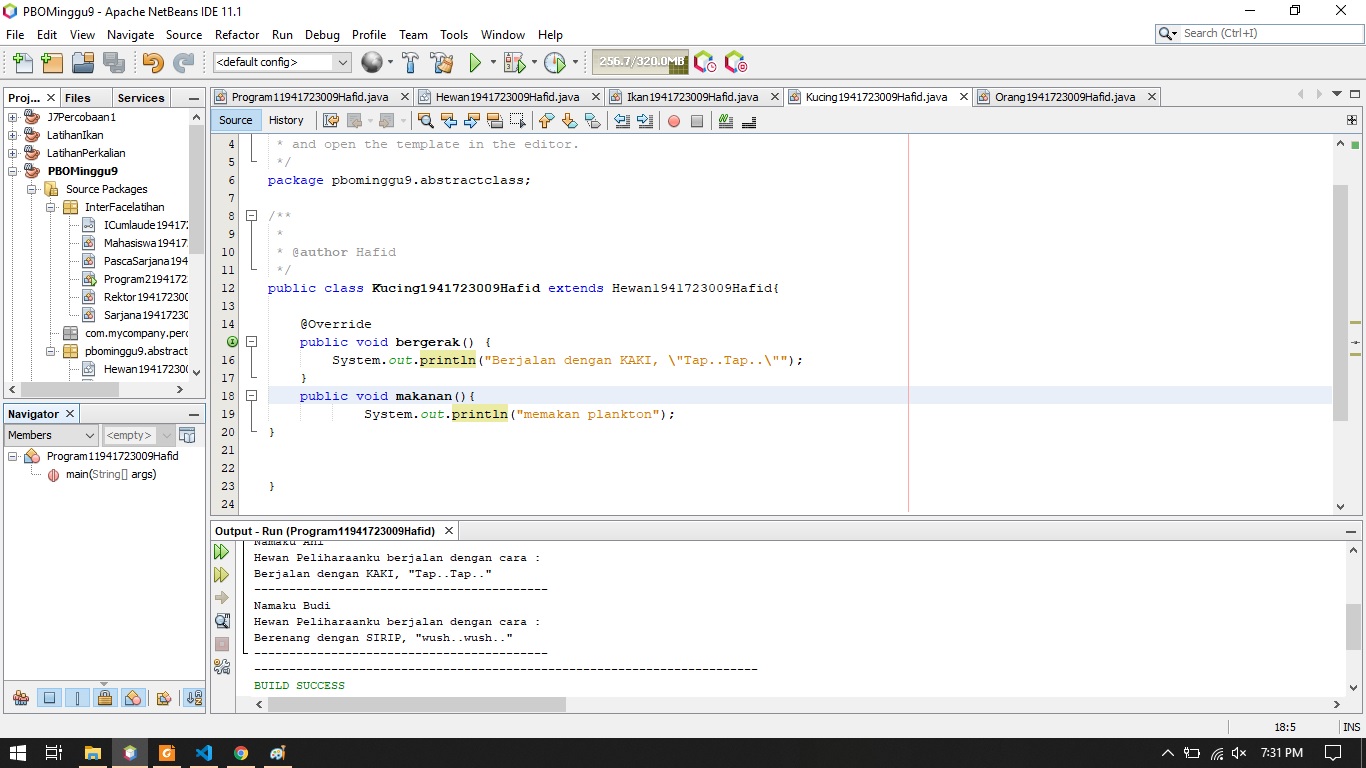 PBOMinggu9 - Apache NetBeans IDE 11.1
File Edit View Navigate Source Refactor Run Debug Profile Team Tools Window Help
Search (Ctrl+I)
<default config>
256.7/320.0MB
Proj... Files Services
Program11941723009Hafid.java Hewan1941723009Hafid.java Ikan1941723009Hafid.java Kucing1941723009Hafid.java Orang1941723009Hafid.java
Source History
J7Percobaan1
LatihanIkan
LatihanPerkalian
PBOMinggu9
Source Packages
InterFacelatihan
ICumlaude19417
Mahasiswa19417
PascaSarjana194
Program2194172
Rektor19417230
Sarjana19417230
com.mycompany.perc
pbominggu9.abstract
Hewan19417230
4 * and open the template in the editor.
5 */
6 package pbominggu9.abstractclass;
7
8 /**
9 *
10 * @author Hafid
11 */
12 public class Kucing1941723009Hafid extends Hewan1941723009Hafid{
13
14 @Override
public void bergerak() {
16 System.out.println("Berjalan dengan KAKI, \"Tap..Tap..\"");
17 }
18 public void makanan(){
19 System.out.println("memakan plankton");
20 }
21
22
23 }
24
Navigator
Members <empty>
Program11941723009Hafid
main(String[] args)
Output - Run (Program11941723009Hafid)
Namaku Ani
Hewan Peliharaanku berjalan dengan cara :
Berjalan dengan KAKI, "Tap..Tap.."
------------------------------------------
Namaku Budi
Hewan Peliharaanku berjalan dengan cara :
Berenang dengan SIRIP, "wush..wush.."
------------------------------------------
------------------------------------------------------------------------
BUILD SUCCESS
18:5 INS
7:31 PM